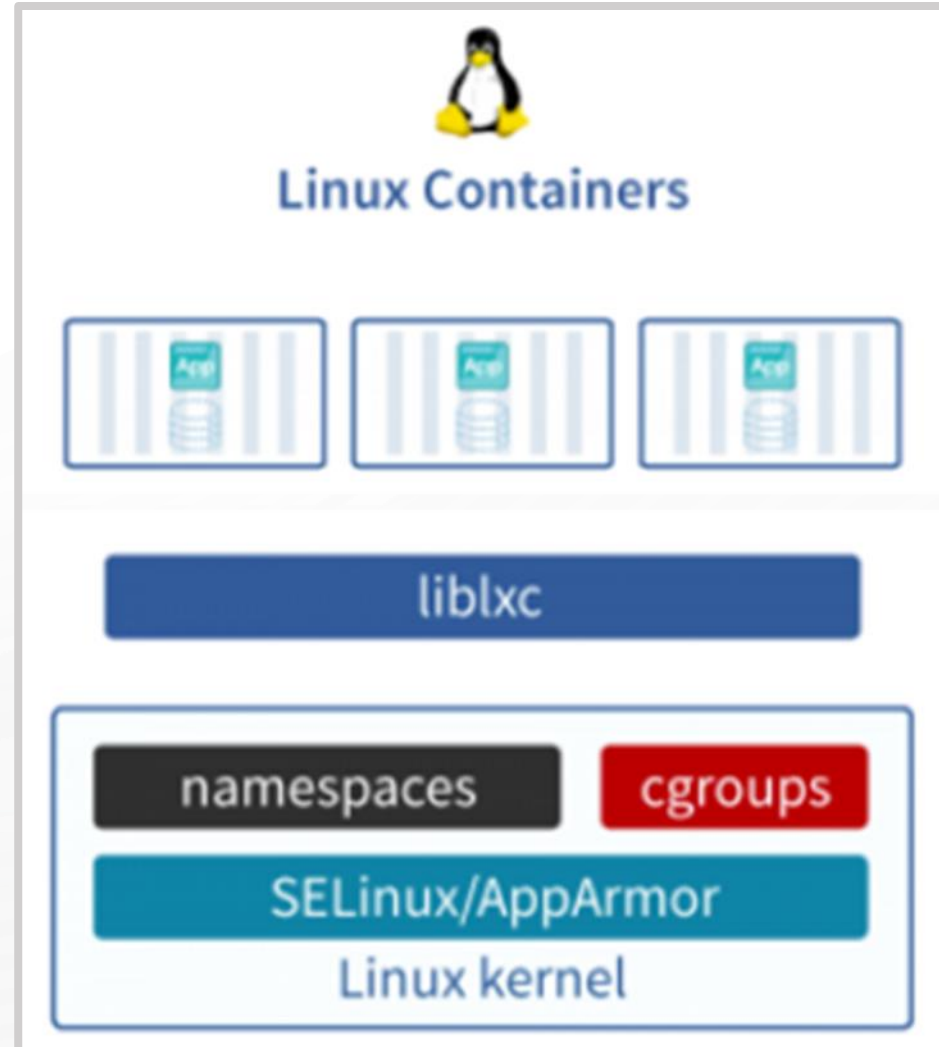 Linux Containers
App App App
liblxc
namespaces cgroups
SELinux/AppArmor
Linux kernel